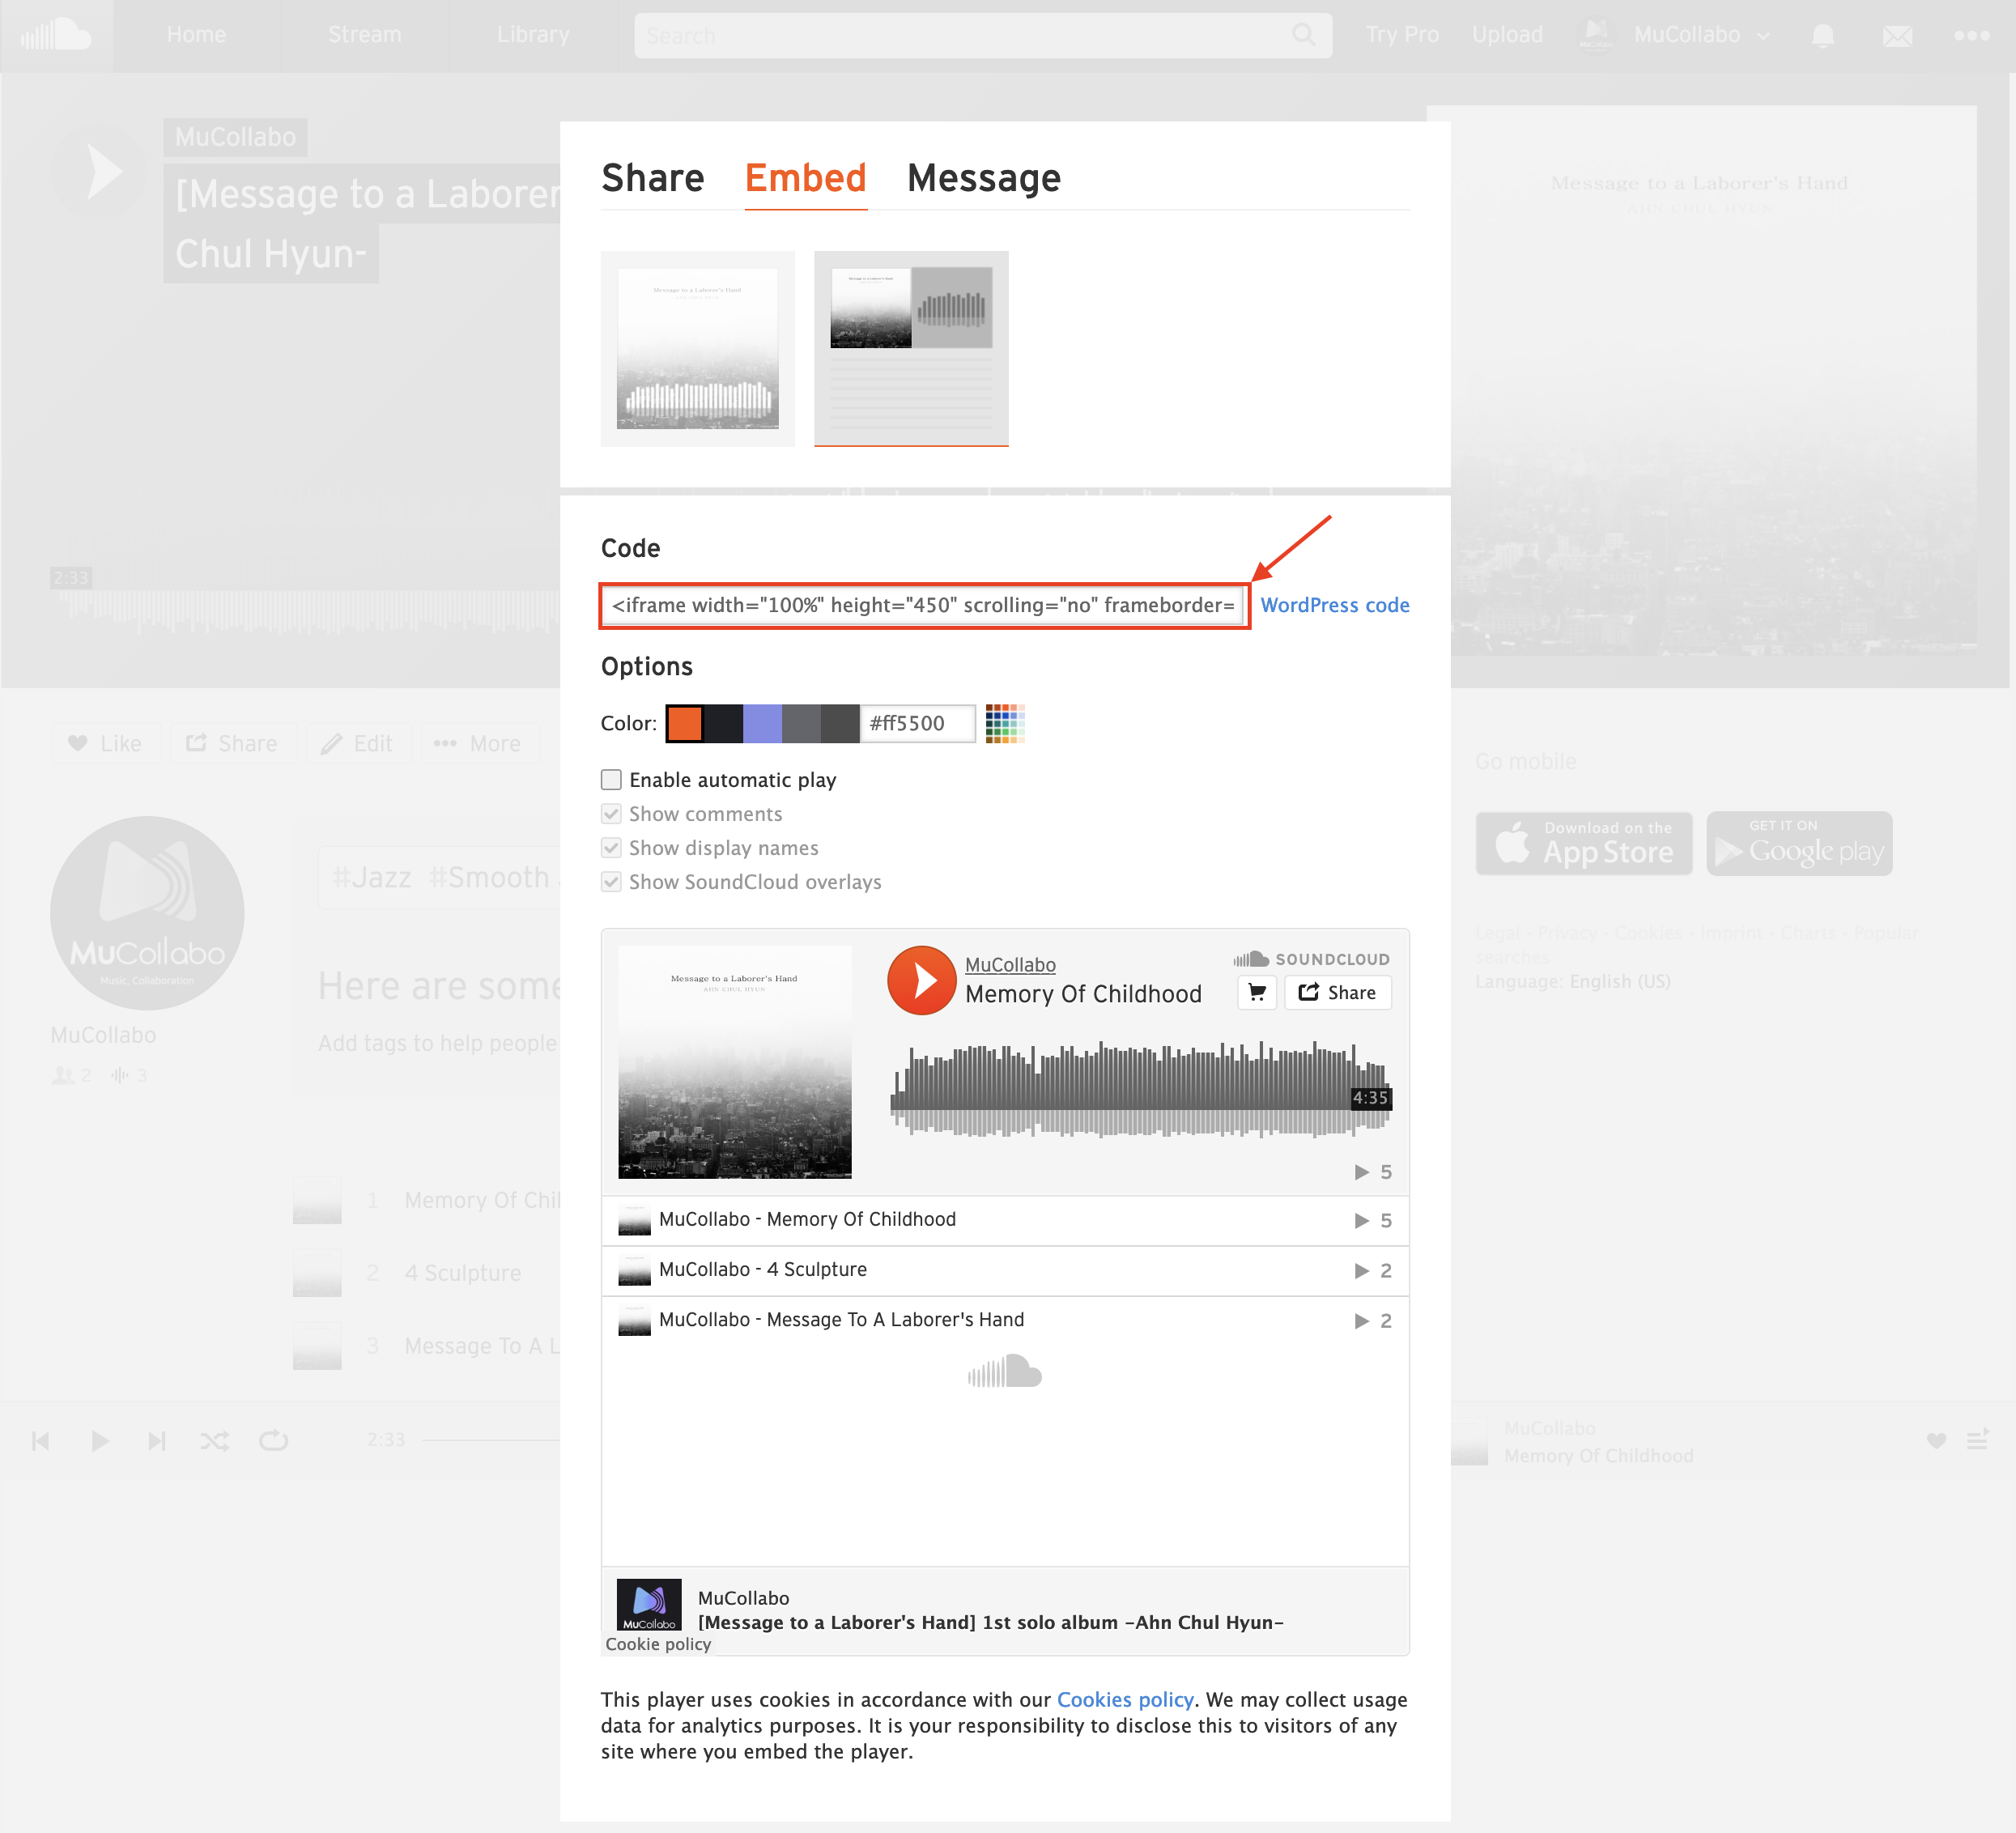 Home Stream Library Search Try Pro Upload MuCollabo
MuCollabo
[Message to a Laborer
Chul Hyun-
2:33
Message to a Laborer's Hand
AHN CHUL HYUN
Share Embed Message
Message to a Laborer's Hand
AHN CHUL HYUN
Code
<iframe width="100%" height="450" scrolling="no" frameborder= WordPress code
Options
Color: #ff5500
Enable automatic play
Show comments
Show display names
Show SoundCloud overlays
Like Share Edit More
MuCollabo
Music, Collaboration
MuCollabo
2 3
#Jazz #Smooth
Here are some
Add tags to help people
1 Memory Of Chil
2 4 Sculpture
3 Message To A L
Message to a Laborer's Hand
AHN CHUL HYUN
MuCollabo
Memory Of Childhood
SOUNDCLOUD
Share
4:35
5
MuCollabo - Memory Of Childhood 5
MuCollabo - 4 Sculpture 2
MuCollabo - Message To A Laborer's Hand 2
MuCollabo
MuCollabo
[Message to a Laborer's Hand] 1st solo album -Ahn Chul Hyun-
Cookie policy
This player uses cookies in accordance with our Cookies policy. We may collect usage
data for analytics purposes. It is your responsibility to disclose this to visitors of any
site where you embed the player.
Go mobile
Download on the
App Store
GET IT ON
Google play
Legal - Privacy - Cookies - Imprint - Charts - Popular
searches
Language: English (US)
2:33
MuCollabo
Memory Of Childhood